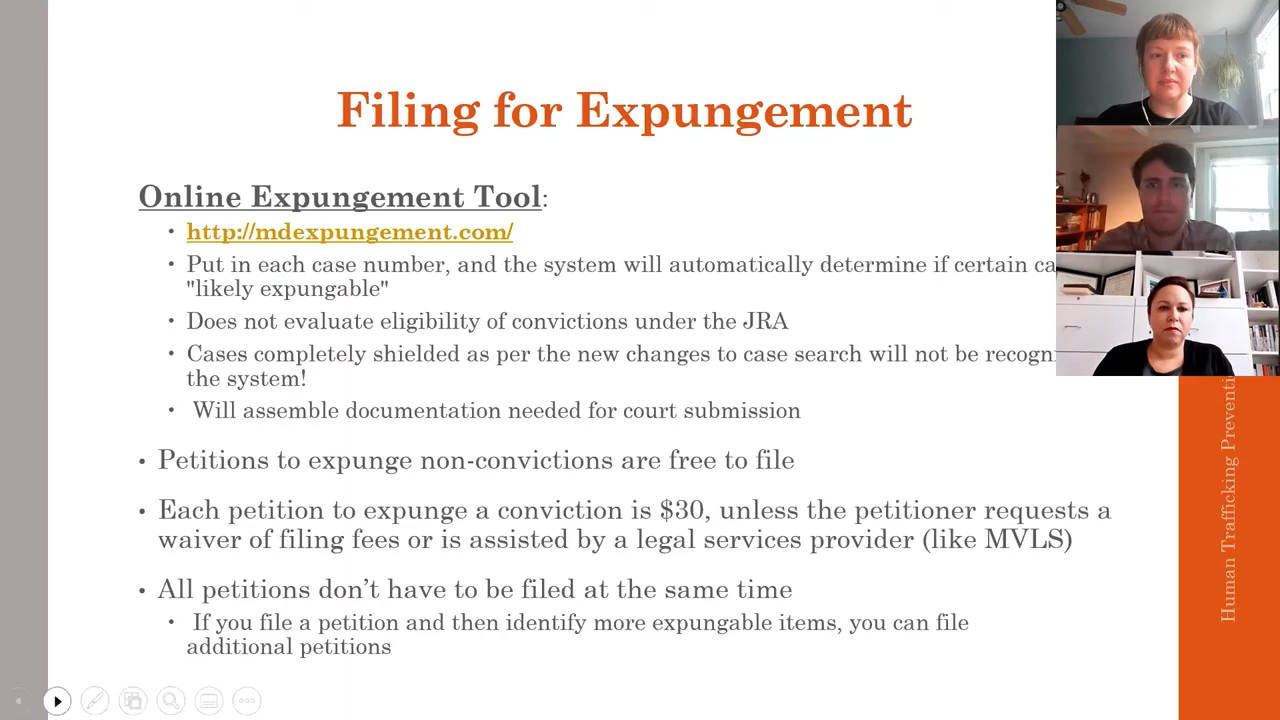 Filing for Expungement
Online Expungement Tool:
• http://mdexpungement.com/
• Put in each case number, and the system will automatically determine if certain ca
"likely expungable"
• Does not evaluate eligibility of convictions under the JRA
• Cases completely shielded as per the new changes to case search will not be recogni
the system!
• Will assemble documentation needed for court submission
• Petitions to expunge non-convictions are free to file
• Each petition to expunge a conviction is $30, unless the petitioner requests a
waiver of filing fees or is assisted by a legal services provider (like MVLS)
• All petitions don’t have to be filed at the same time
• If you file a petition and then identify more expungable items, you can file
additional petitions
Human Trafficking Preventi